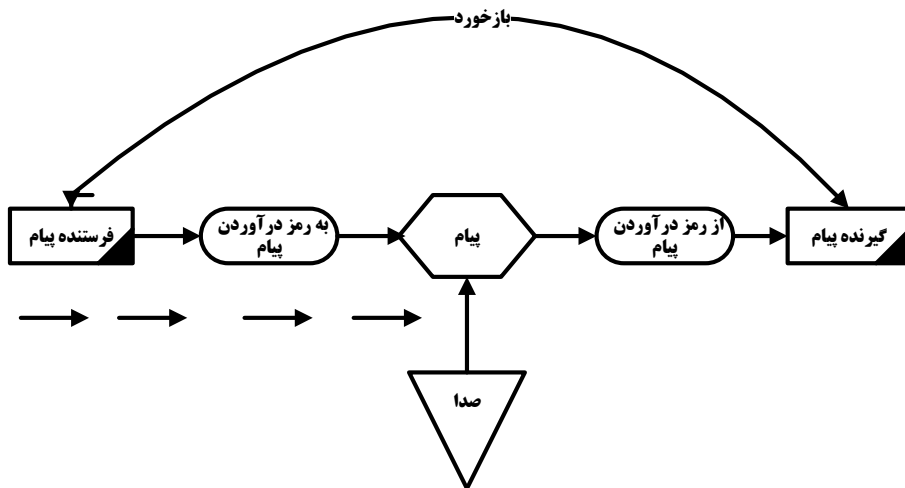 بازخورد
فرستنده پیام
به رمز درآوردن
پیام
پیام
از رمز درآوردن
پیام
گیرنده پیام
صدا